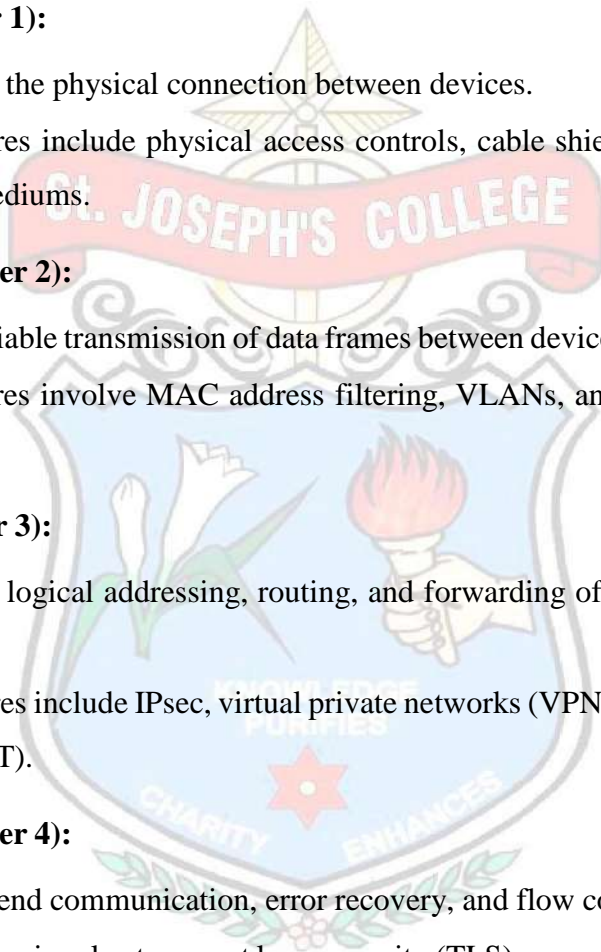 r 1):
the physical connection between devices.
res include physical access controls, cable shie
ediums.
St. JOSEPH'S COLLEGE
er 2):
iable transmission of data frames between device
res involve MAC address filtering, VLANs, an
r 3):
logical addressing, routing, and forwarding of
KNOWLEDGE
res include IPsec, virtual private networks (VPN
PURIFIES
T).
CHARITY ENHANCES
er 4):
end communication, error recovery, and flow co